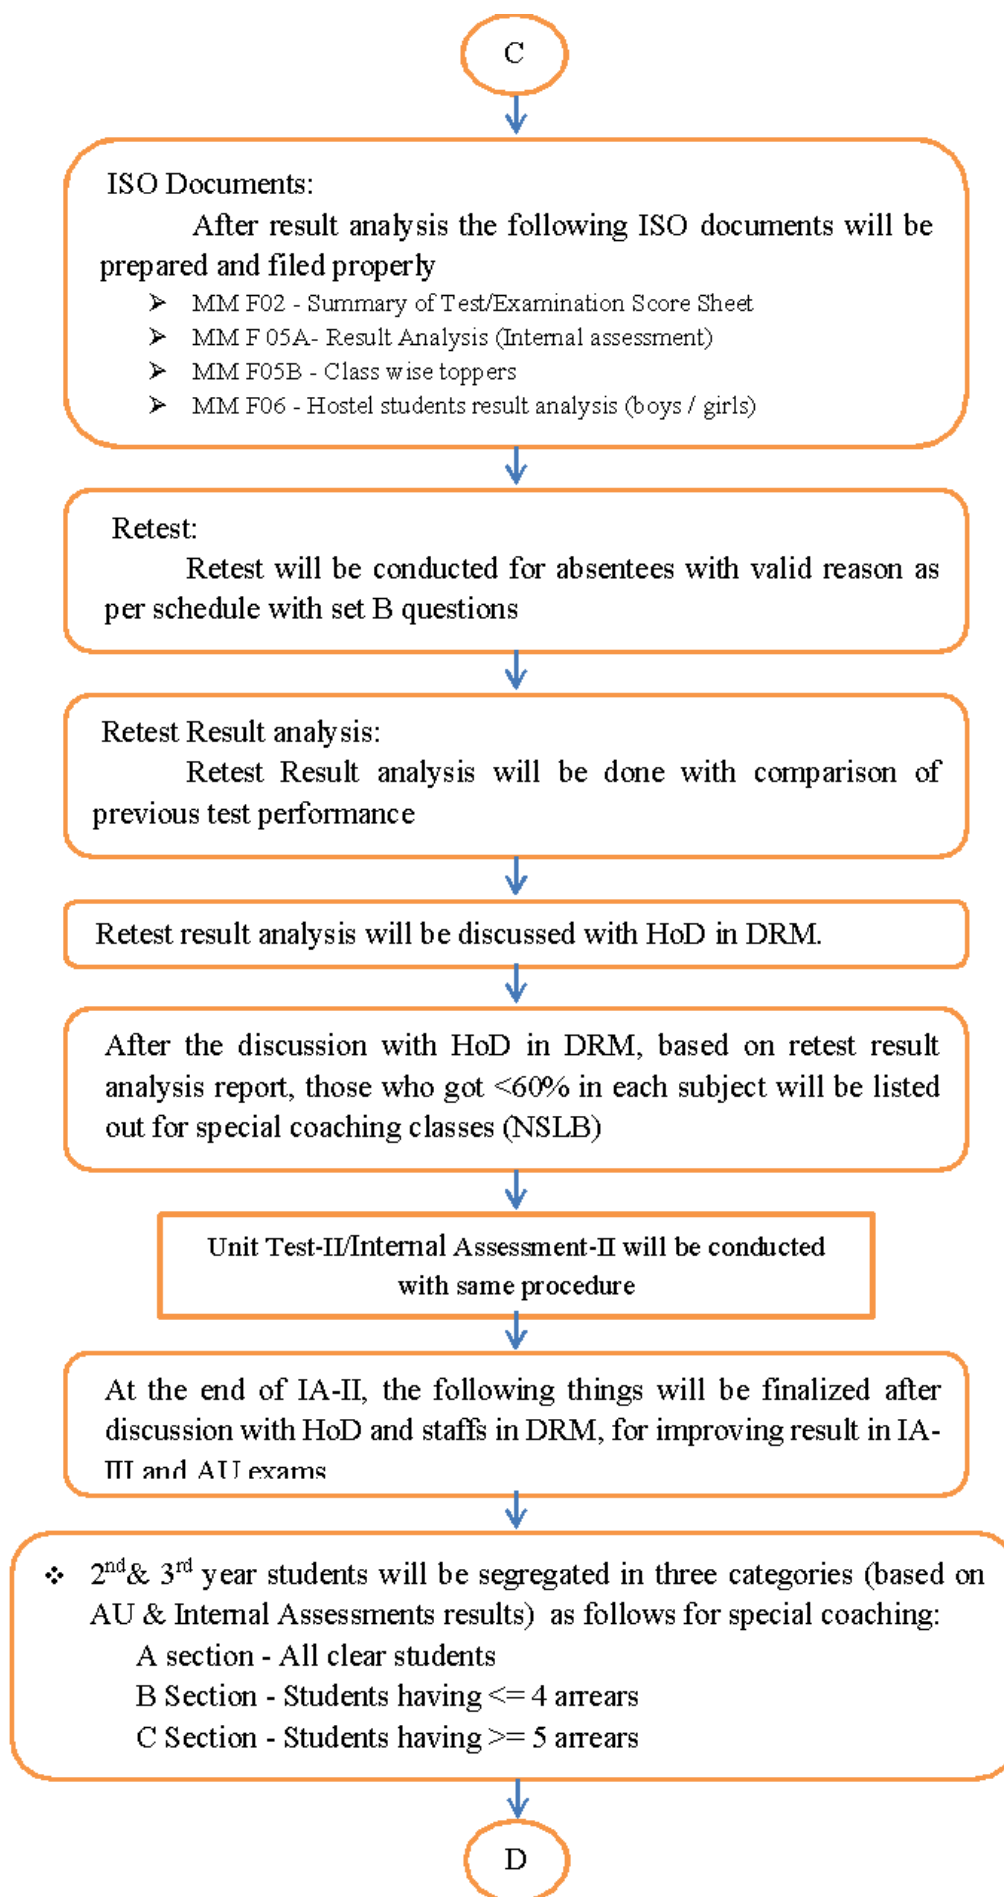 C
ISO Documents:
After result analysis the following ISO documents will be
prepared and filed properly
➢ MM F02 - Summary of Test/Examination Score Sheet
➢ MM F 05A- Result Analysis (Internal assessment)
➢ MM F05B - Class wise toppers
➢ MM F06 - Hostel students result analysis (boys / girls)
Retest:
Retest will be conducted for absentees with valid reason as
per schedule with set B questions
Retest Result analysis:
Retest Result analysis will be done with comparison of
previous test performance
Retest result analysis will be discussed with HoD in DRM.
After the discussion with HoD in DRM, based on retest result
analysis report, those who got <60% in each subject will be listed
out for special coaching classes (NSLB)
Unit Test-II/Internal Assessment-II will be conducted
with same procedure
At the end of IA-II, the following things will be finalized after
discussion with HoD and staffs in DRM, for improving result in IA-
III and AU exams
❖ 2nd& 3rd year students will be segregated in three categories (based on
AU & Internal Assessments results) as follows for special coaching:
A section - All clear students
B Section - Students having <= 4 arrears
C Section - Students having >= 5 arrears
D